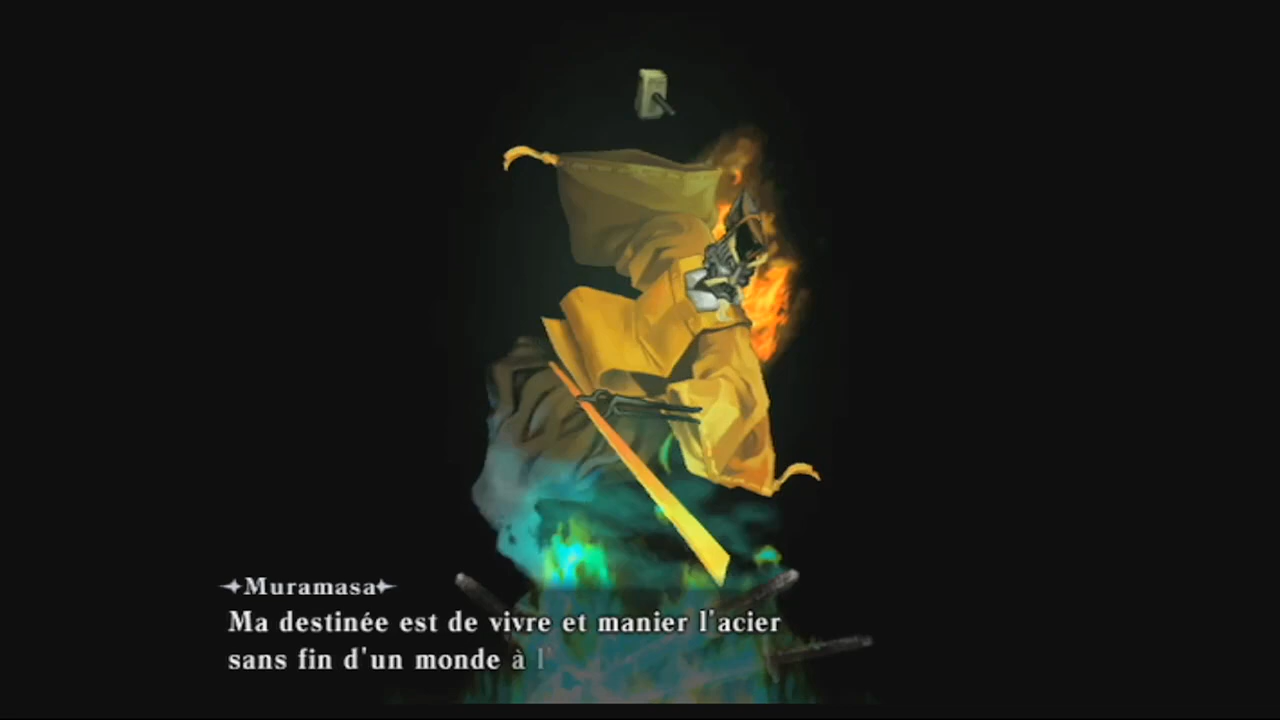 Muramasa
Ma destinée est de vivre et manier l'acier
sans fin d'un monde à l'